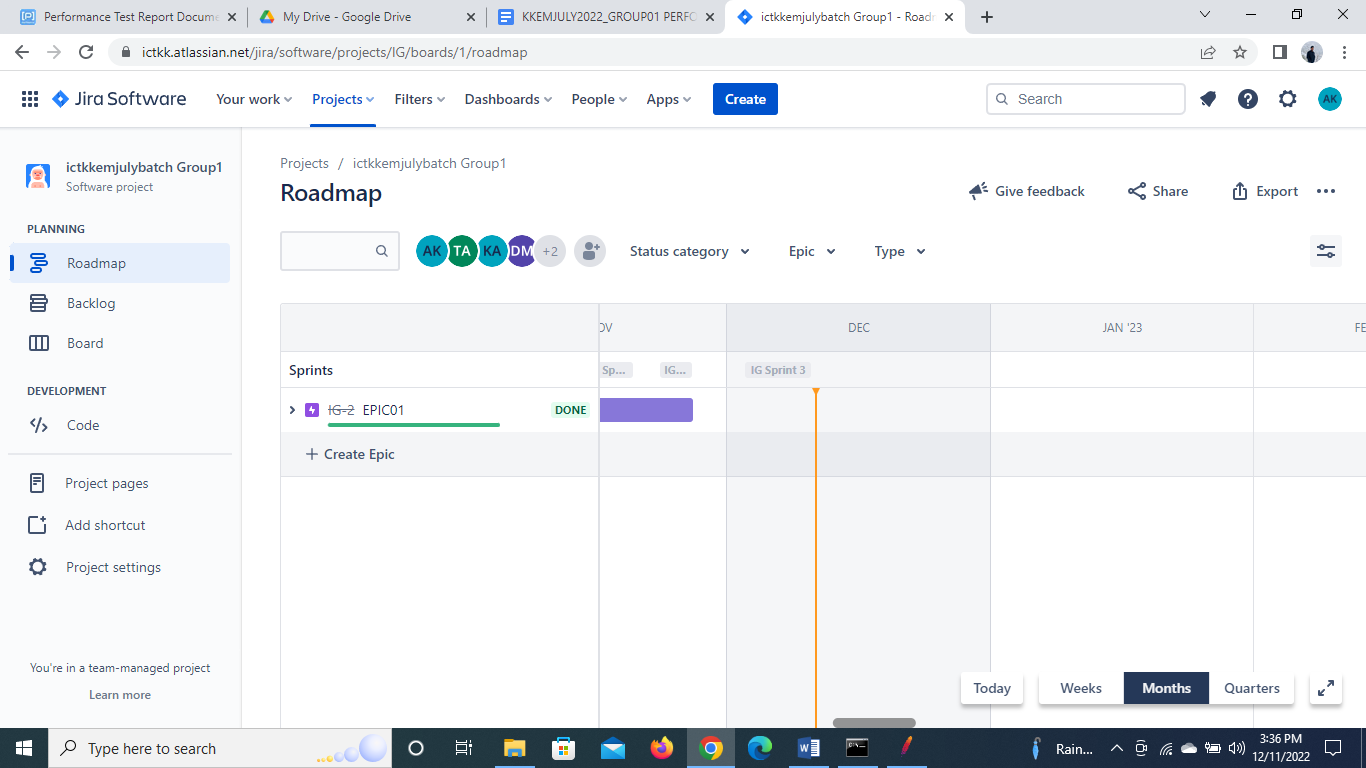 Performance Test Report Docume
My Drive - Google Drive
KKEMJULY2022_GROUP01 PERFO
ictkkemjulybatch Group1 - Roadm
ictkk.atlassian.net/jira/software/projects/IG/boards/1/roadmap
Jira Software
Your work
Projects
Filters
Dashboards
People
Apps
Create
Search
AK
ictkkemjulybatch Group1
Software project
PLANNING
Roadmap
Backlog
Board
DEVELOPMENT
Code
Project pages
Add shortcut
Project settings
You're in a team-managed project
Learn more
Projects / ictkkemjulybatch Group1
Roadmap
Give feedback
Share
Export
AK TA KA DM +2
Status category
Epic
Type
OV
DEC
JAN '23
FE
Sprints
Sp...
IG...
IG Sprint 3
IG-2 EPIC01
DONE
+ Create Epic
Today
Weeks
Months
Quarters
Type here to search
Rain...
3:36 PM
12/11/2022